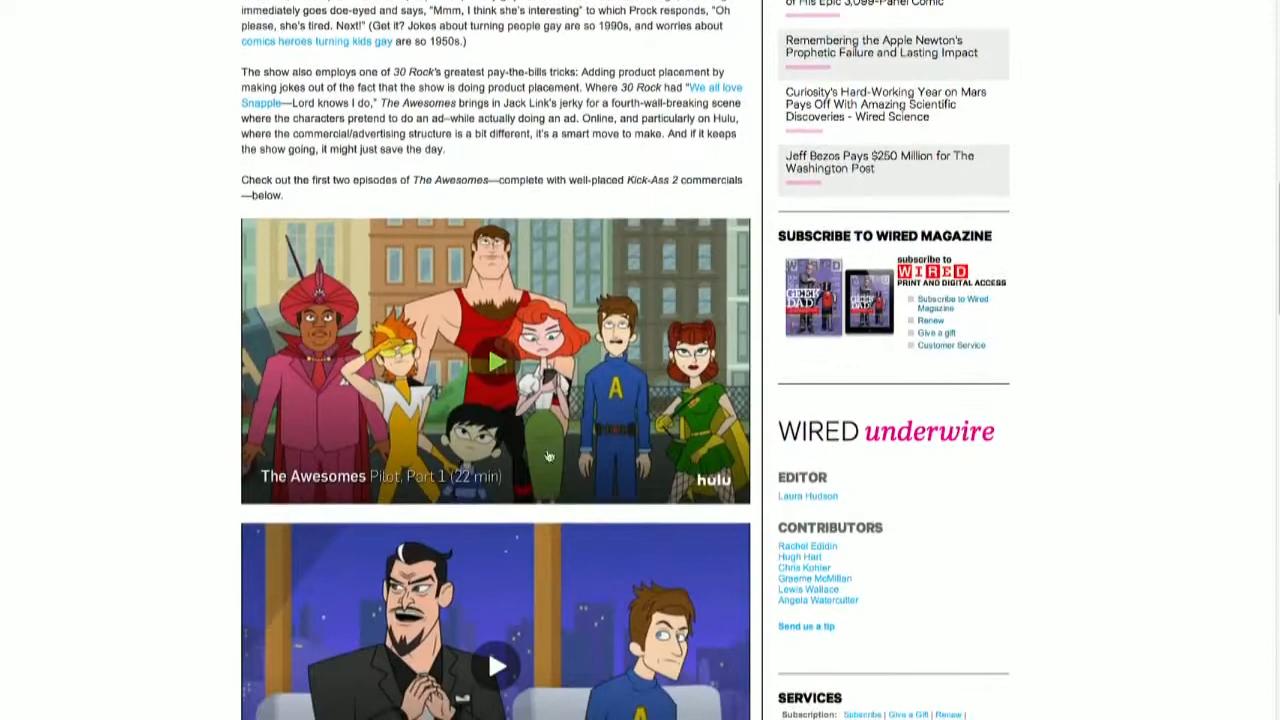 immediately goes doe-eyed and says, "Mmm, I think she's interesting" to which Prock responds, "Oh
please, she's tired. Next!" (Get it? Jokes about turning people gay are so 1990s, and worries about
comics heroes turning kids gay are so 1950s.)
The show also employs one of 30 Rock's greatest pay-the-bills tricks: Adding product placement by
making jokes out of the fact that the show is doing product placement. Where 30 Rock had "We all love
Snapple—Lord knows I do," The Awesomes brings in Jack Link's jerky for a fourth-wall-breaking scene
where the characters pretend to do an ad–while actually doing an ad. Online, and particularly on Hulu,
where the commercial/advertising structure is a bit different, it's a smart move to make. And if it keeps
the show going, it might just save the day.
Check out the first two episodes of The Awesomes—complete with well-placed Kick-Ass 2 commercials
—below.
A
The Awesomes Pilot, Part 1 (22 min)
hulu
A
of His Epic 3,099-Panel Comic
Remembering the Apple Newton's
Prophetic Failure and Lasting Impact
Curiosity's Hard-Working Year on Mars
Pays Off With Amazing Scientific
Discoveries - Wired Science
Jeff Bezos Pays $250 Million for The
Washington Post
SUBSCRIBE TO WIRED MAGAZINE
WIRED
GEEK
DAD
subscribe to
WIRED
PRINT AND DIGITAL ACCESS
Subscribe to Wired
Magazine
Renew
Give a gift
Customer Service
WIRED underwire
EDITOR
Laura Hudson
CONTRIBUTORS
Rachel Edidin
Hugh Hart
Chris Kohler
Graeme McMillan
Lewis Wallace
Angela Watercutter
Send us a tip
SERVICES
Subscription: Subscribe | Give a Gift | Renew |